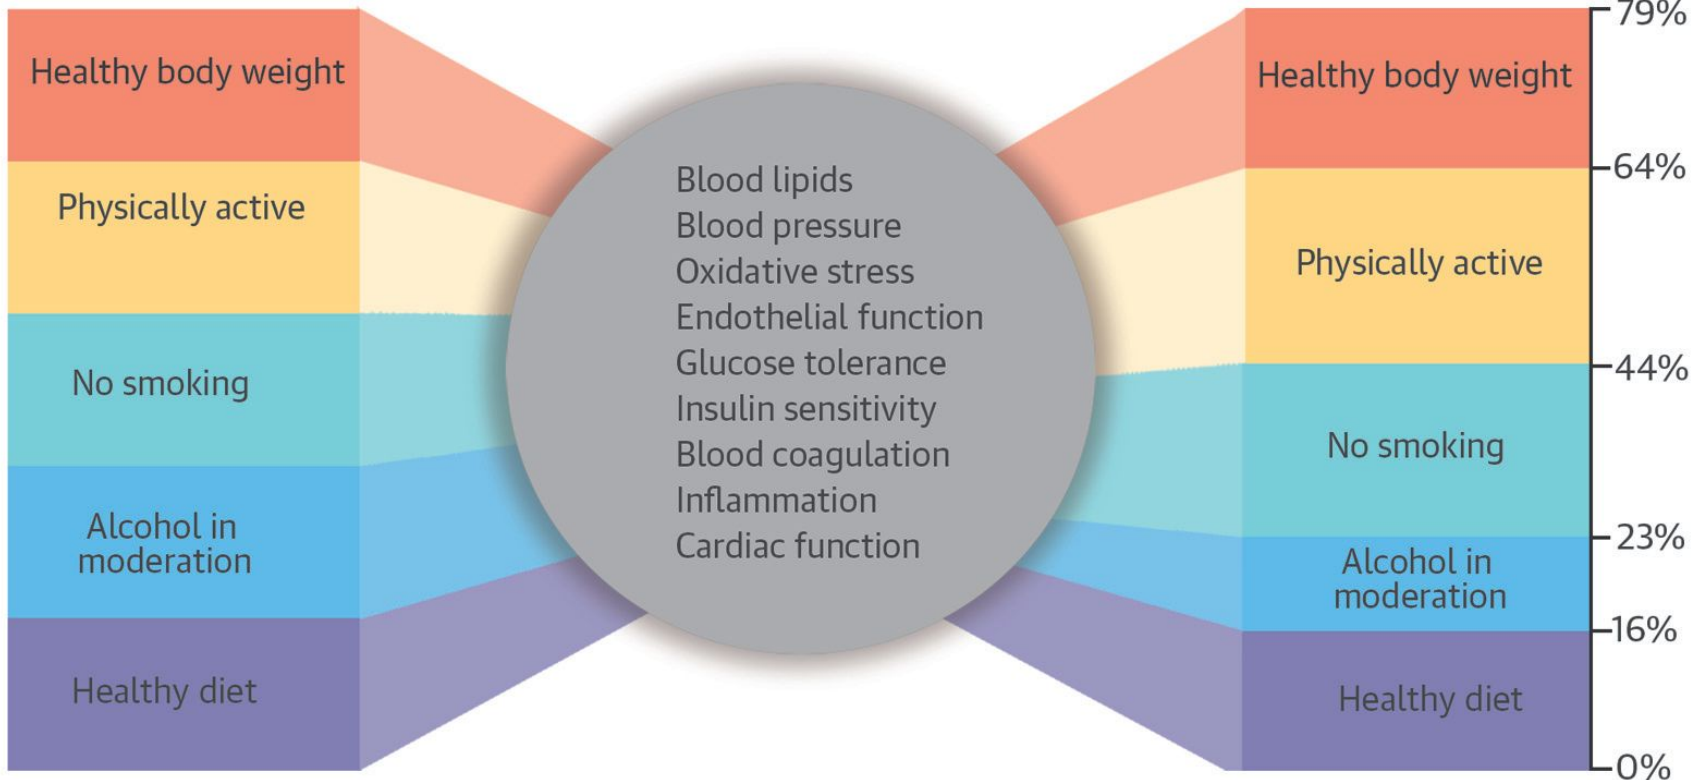 Healthy body weight
Physically active
No smoking
Alcohol in
moderation
Healthy diet
Blood lipids
Blood pressure
Oxidative stress
Endothelial function
Glucose tolerance
Insulin sensitivity
Blood coagulation
Inflammation
Cardiac function
Healthy body weight
Physically active
No smoking
Alcohol in
moderation
Healthy diet
79%
64%
44%
23%
16%
0%